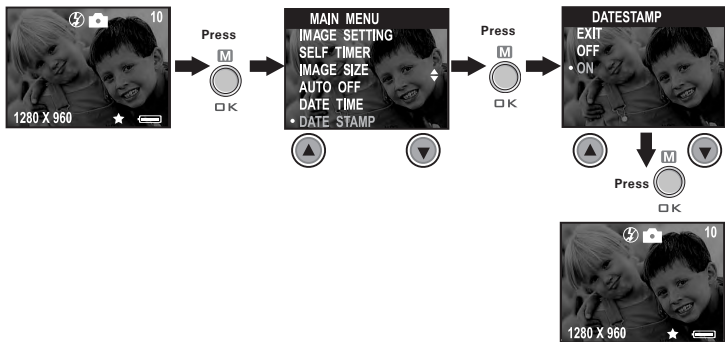 10
1280 X 960
Press
M
OK
MAIN MENU
IMAGE SETTING
SELF TIMER
IMAGE SIZE
AUTO OFF
DATE TIME
• DATE STAMP
Press
M
OK
DATESTAMP
EXIT
OFF
• ON
M
Press
OK
10
1280 X 960